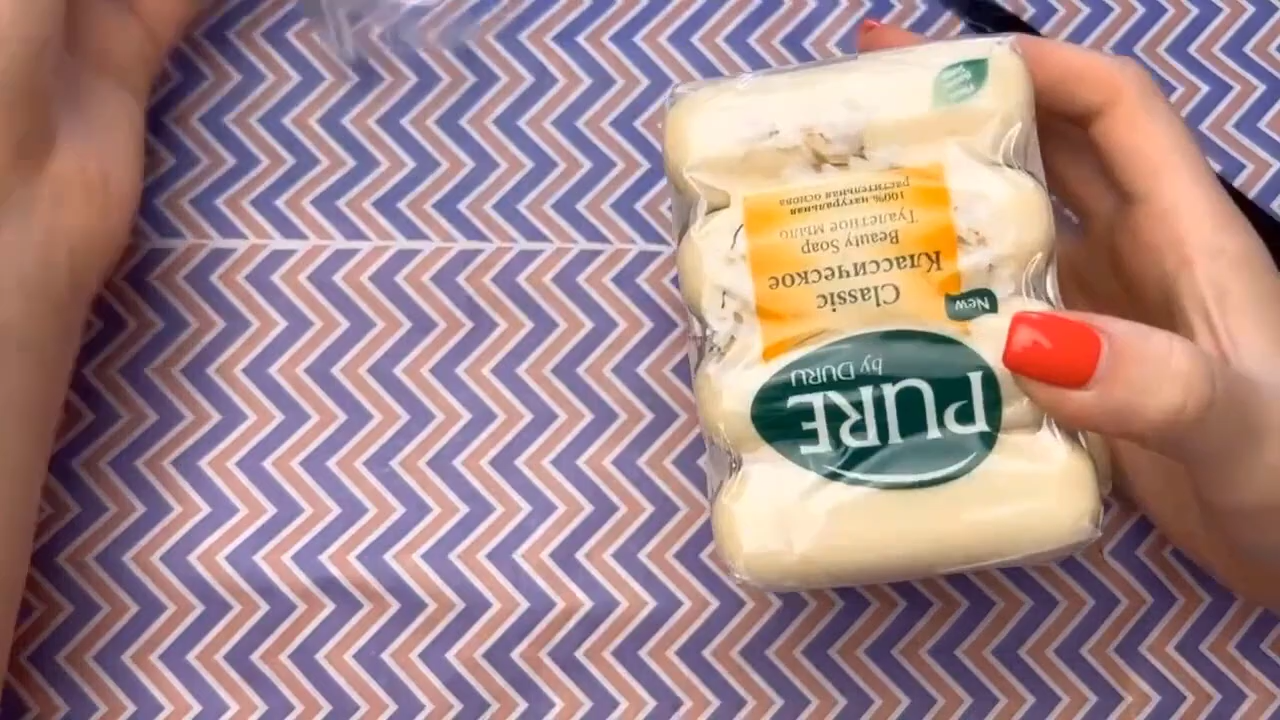 PURE
by DURU
New
Classic
Классическое
Beauty Soap
Туалетное мыло
100% натуральная
растительная основа